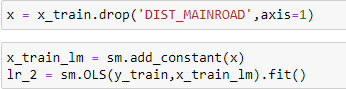 x = x_train.drop('DIST_MAINROAD',axis=1)
x_train_lm = sm.add_constant(x)
lr_2 = sm.OLS(y_train,x_train_lm).fit()